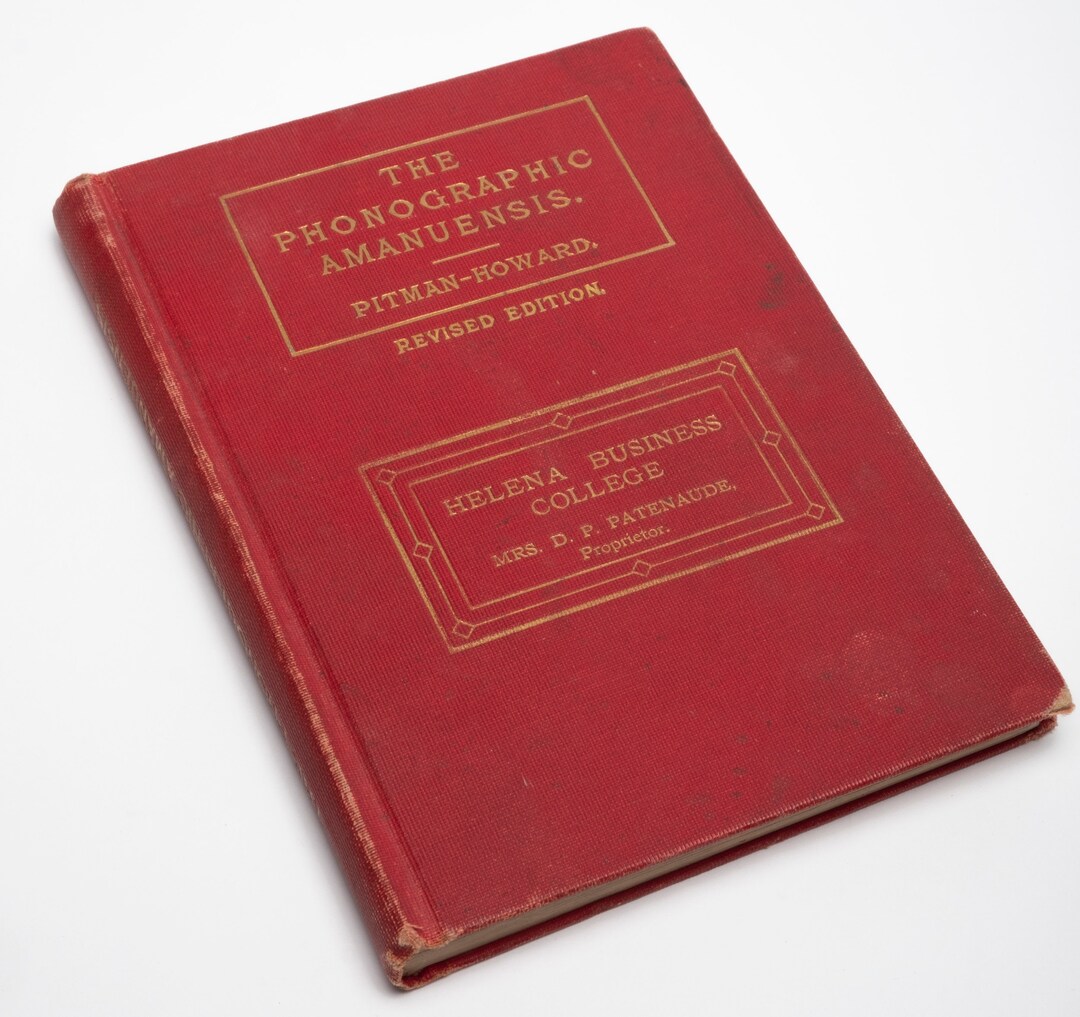 THE
PHONOGRAPHIC
AMANUENSIS.
PITMAN-HOWARD.
REVISED EDITION.
HELENA BUSINESS
COLLEGE
MRS. D. P. PATENAUDE,
Proprietor.